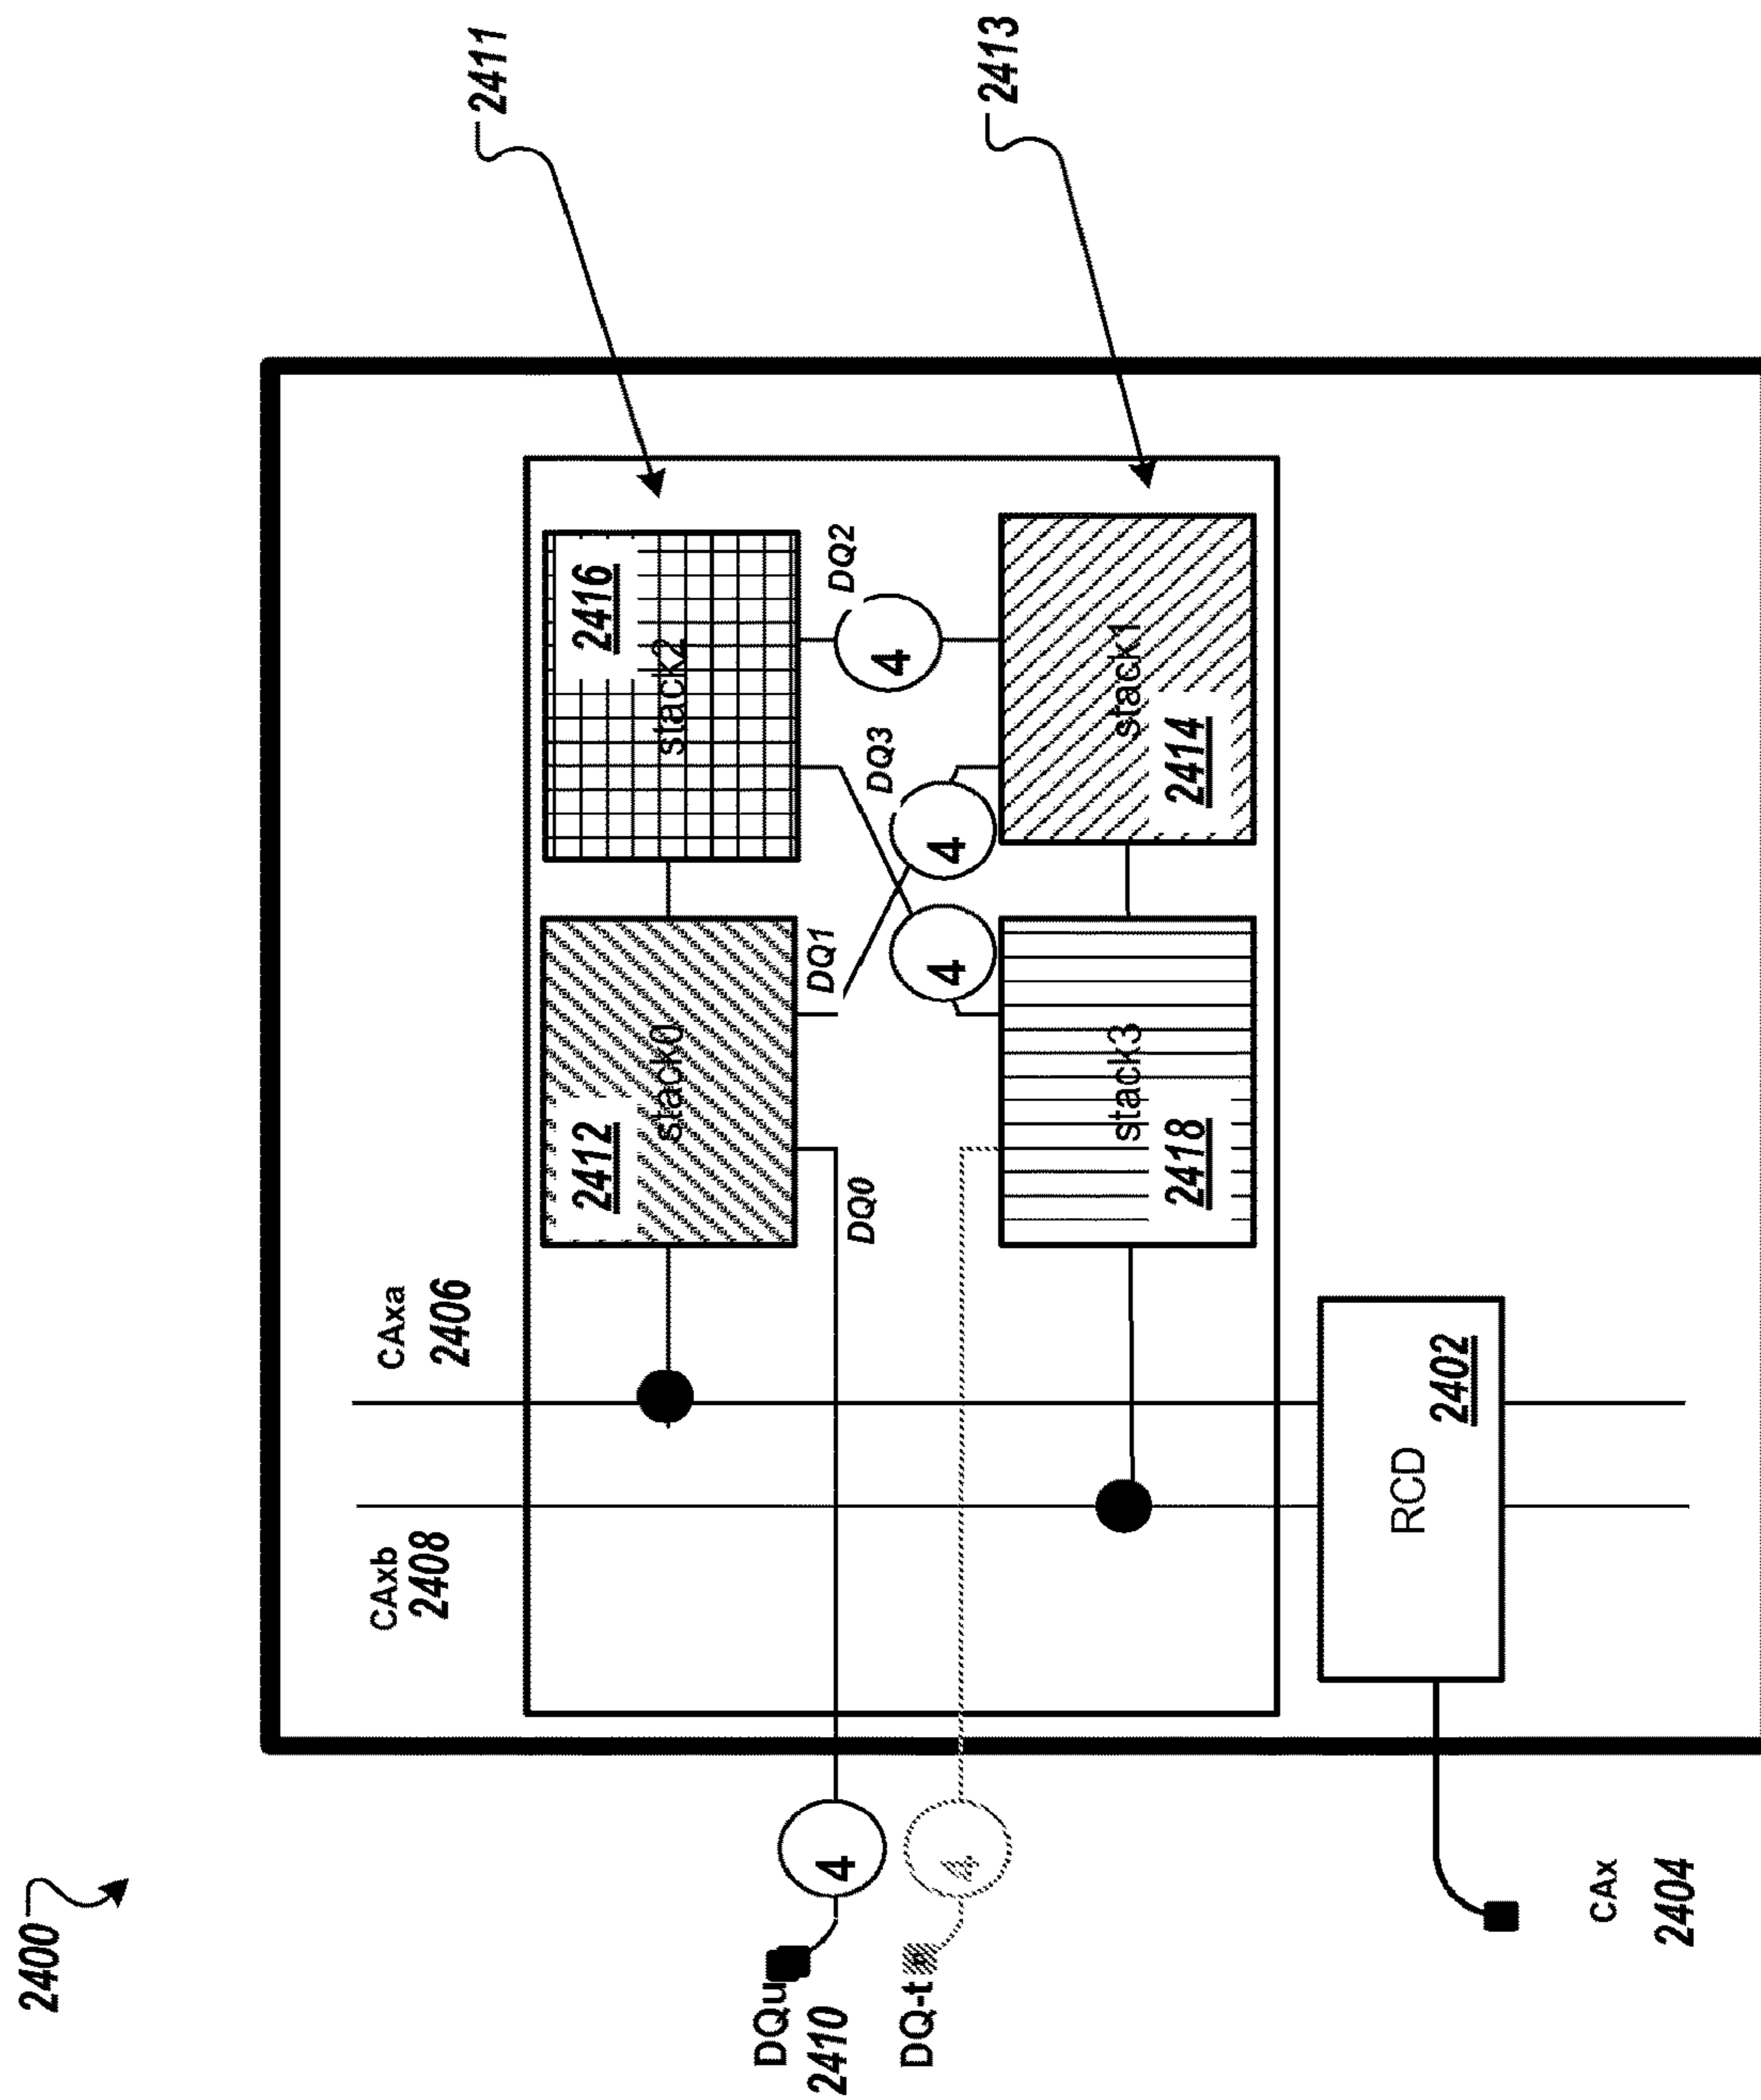 2400
CAxb
2408
CAxa
2406
2411
2412
stack0
2416
stack2
DQu
2410
4
DQ0
DQ1
DQ3
DQ2
4
DQ-t
4
4
4
2413
stack3
2418
stack1
2414
RCD
2402
CAx
2404